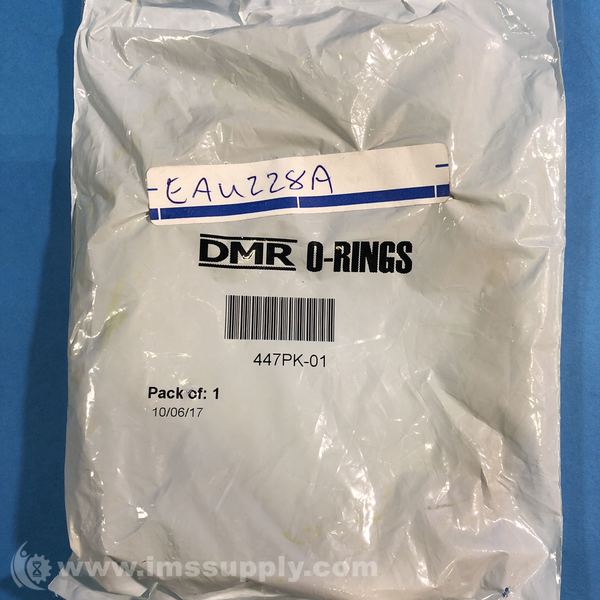 EAU228A
DMR O-RINGS
447PK-01
Pack of: 1
10/06/17
www.imssupply.com